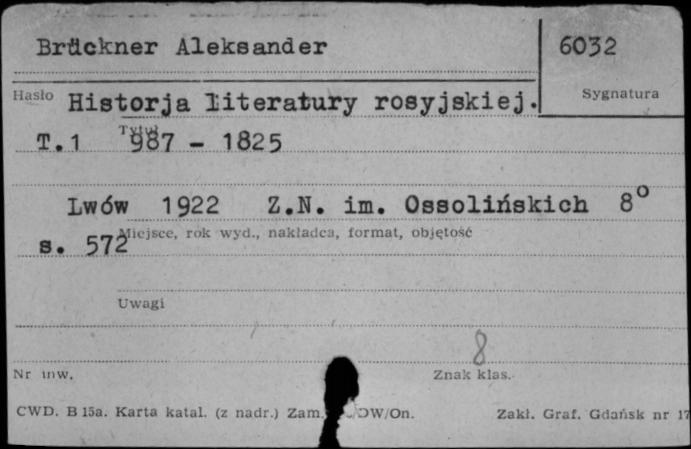 Brückner Aleksander
6032
Hasło
Sygnatura
Historja literatury rosyjskiej.
Tytuł
T.1 987 - 1825
Lwów 1922 Z.N. im. Ossolińskich 8°
Miejsce, rok wyd., nakładca, format, objętość
s. 572
Uwagi
8
Nr inw.
Znak klas.
CWD. B 15a. Karta katal. (z nadr.) Zam. OW/On.
Zakł. Graf. Gdańsk nr 17